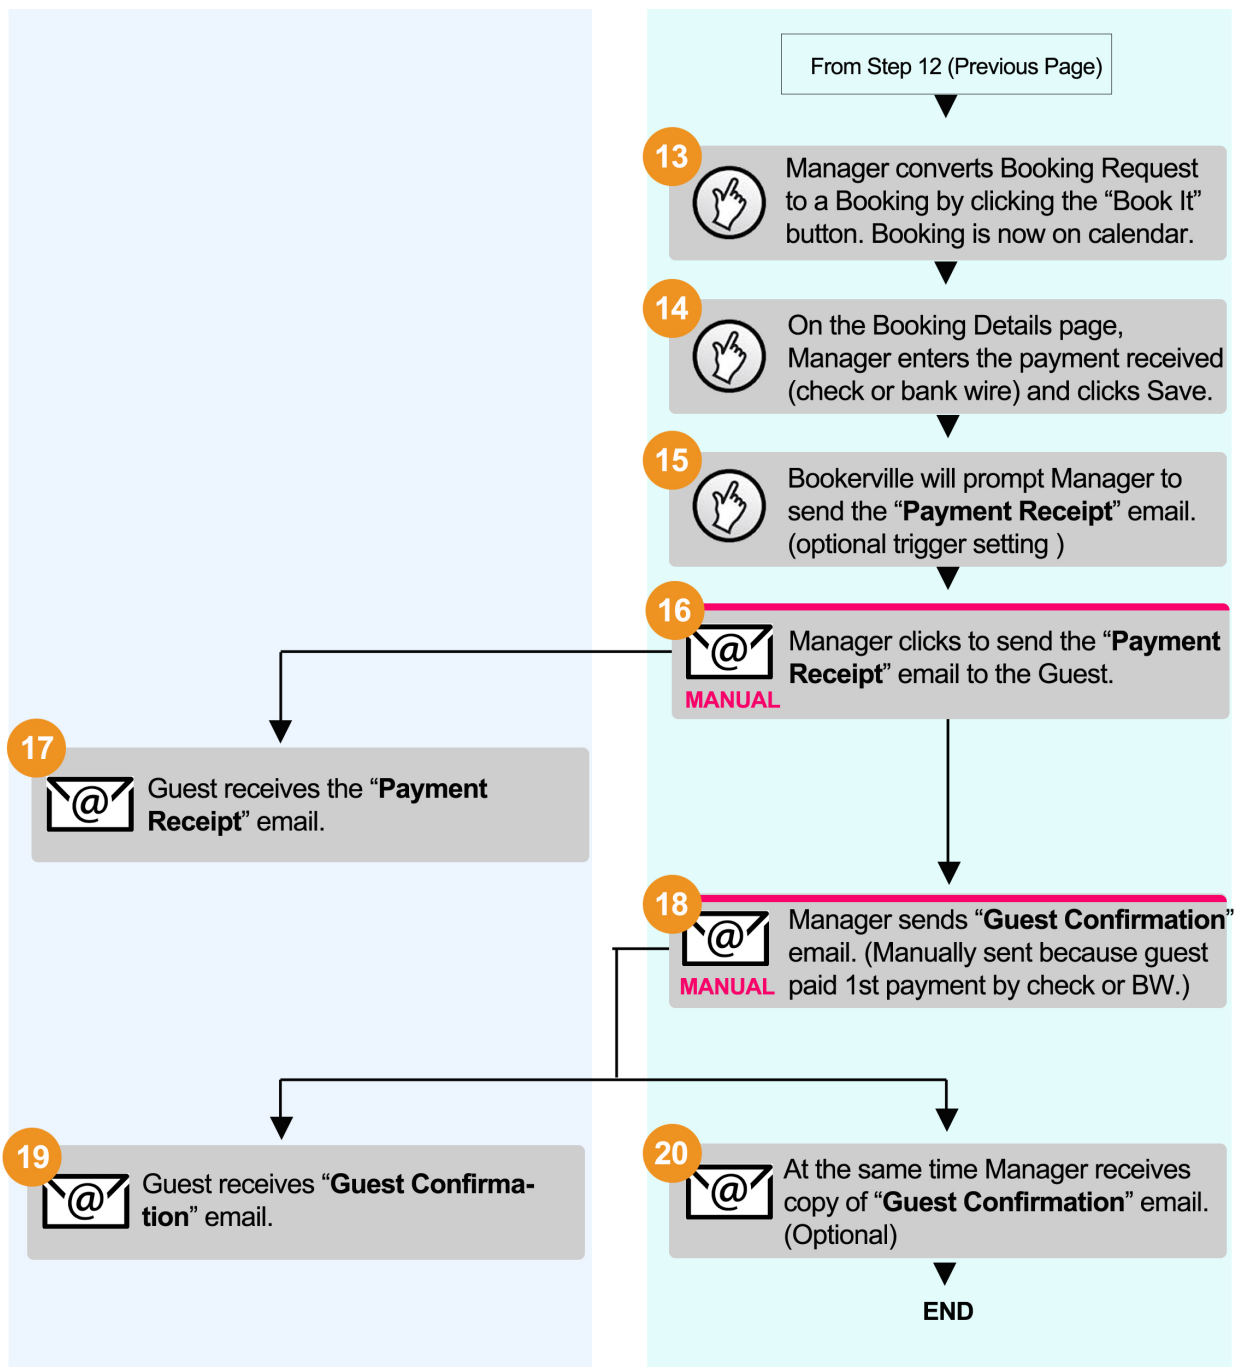 From Step 12 (Previous Page)
13
Manager converts Booking Request
to a Booking by clicking the “Book It”
button. Booking is now on calendar.
14
On the Booking Details page,
Manager enters the payment received
(check or bank wire) and clicks Save.
15
Bookerville will prompt Manager to
send the “Payment Receipt” email.
(optional trigger setting )
16
@
MANUAL
Manager clicks to send the “Payment
Receipt” email to the Guest.
17
@
Guest receives the “Payment
Receipt” email.
18
@
MANUAL
Manager sends “Guest Confirmation”
email. (Manually sent because guest
paid 1st payment by check or BW.)
19
@
Guest receives “Guest Confirma-
tion” email.
20
@
At the same time Manager receives
copy of “Guest Confirmation” email.
(Optional)
END